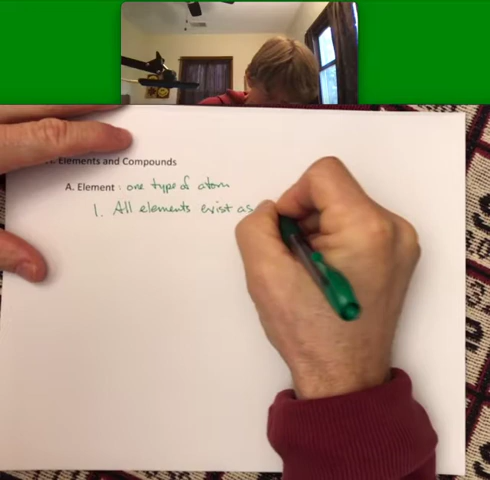 Elements and Compounds
A. Element : one type of atom
1. All elements exist as